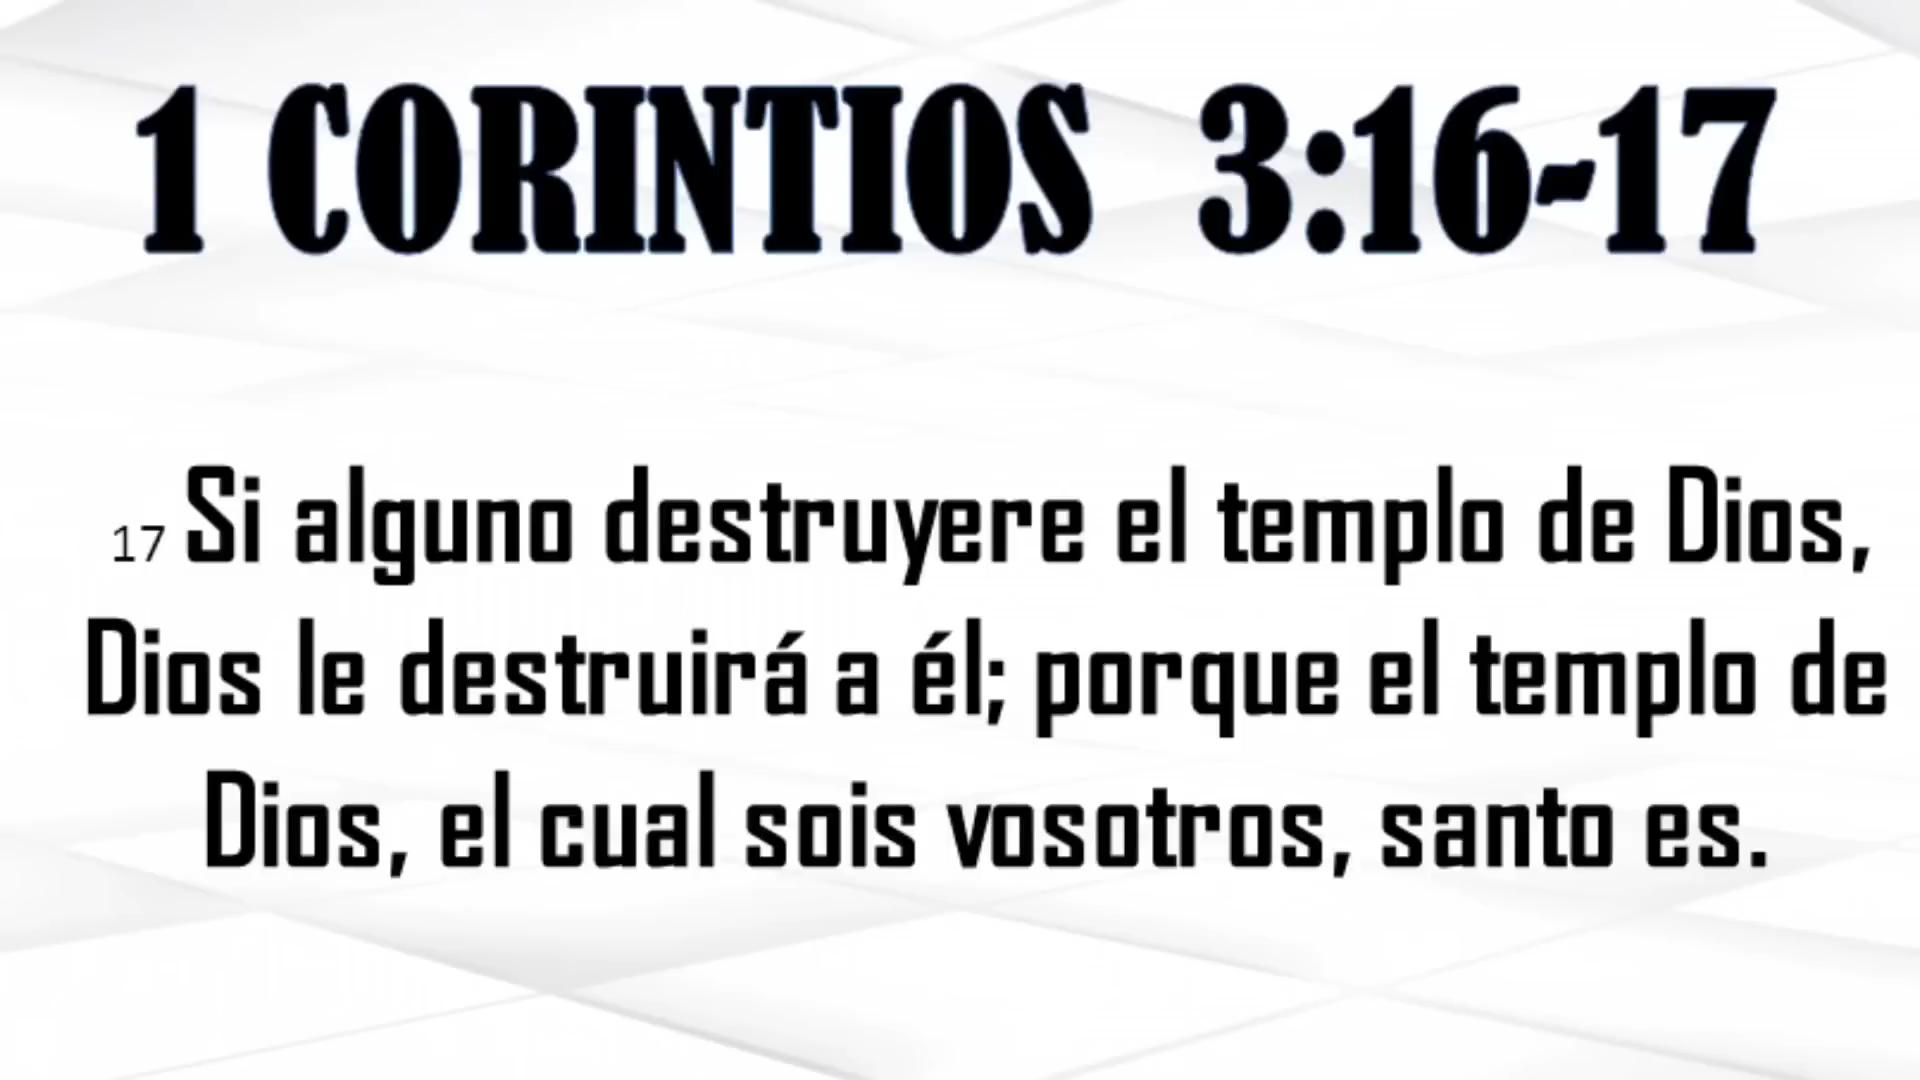 1 CORINTIOS 3:16-17
17 Si alguno destruyere el templo de Dios,
Dios le destruirá a él; porque el templo de
Dios, el cual sois vosotros, santo es.